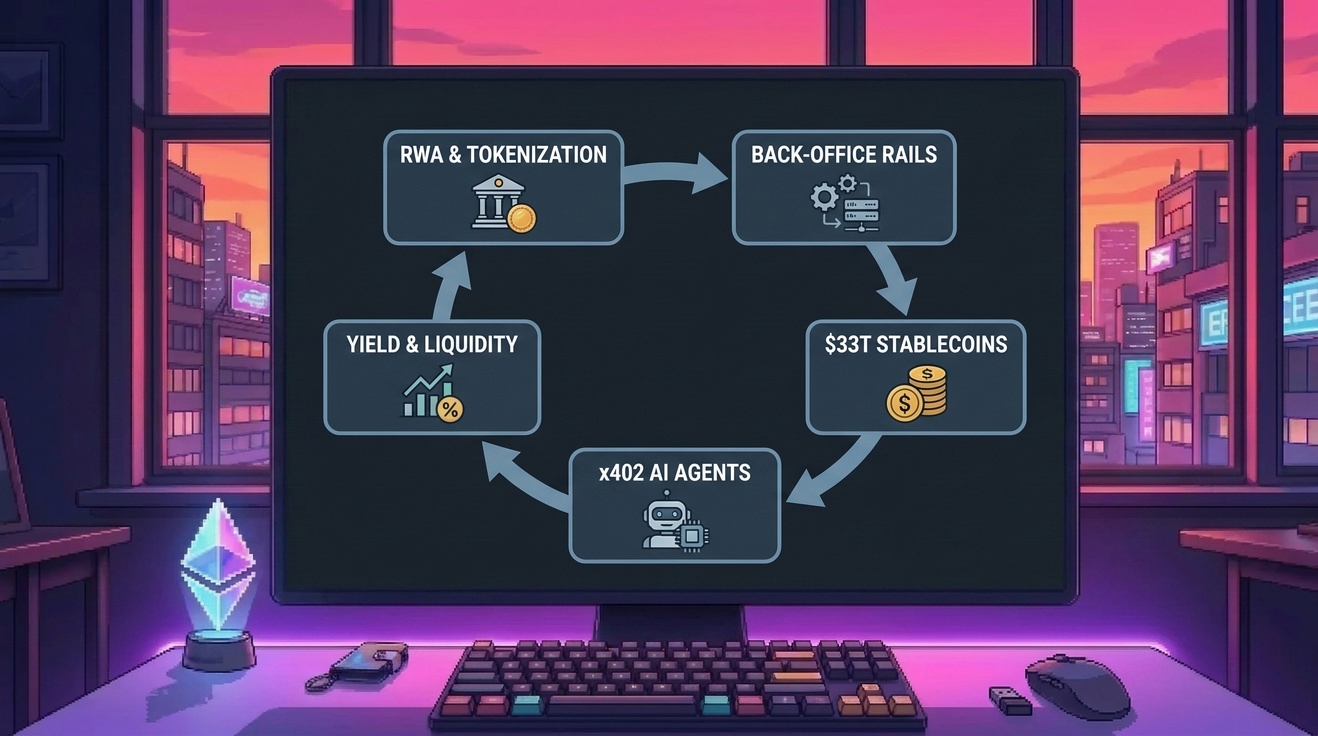 RWA & TOKENIZATION
BACK-OFFICE RAILS
YIELD & LIQUIDITY
%
$33T STABLECOINS
$
$
x402 AI AGENTS